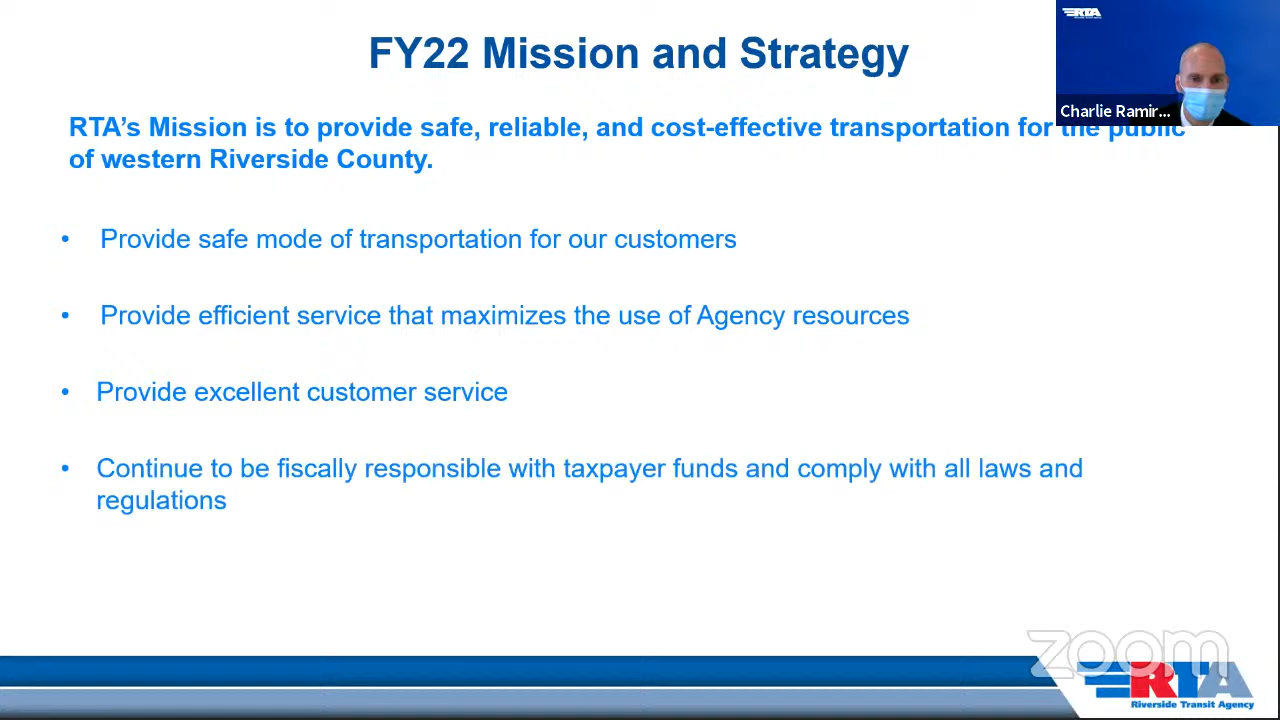 FY22 Mission and Strategy
RTA
Charlie Ramir...
RTA's Mission is to provide safe, reliable, and cost-effective transportation for the public
of western Riverside County.
• Provide safe mode of transportation for our customers
• Provide efficient service that maximizes the use of Agency resources
• Provide excellent customer service
• Continue to be fiscally responsible with taxpayer funds and comply with all laws and
regulations
zoom
RTA
Riverside Transit Agency